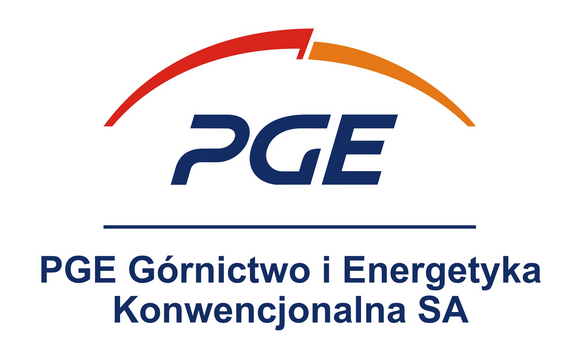 PGE
PGE Górnictwo i Energetyka
Konwencjonalna SA